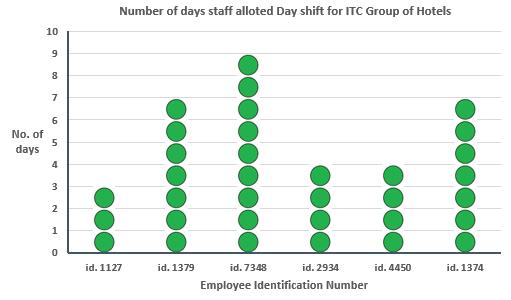 Number of days staff alloted Day shift for ITC Group of Hotels
10
9
8
7
6
5
4
3
2
1
0
No. of
days
id. 1127 id. 1379 id. 7348 id. 2934 id. 4450 id. 1374
Employee Identification Number